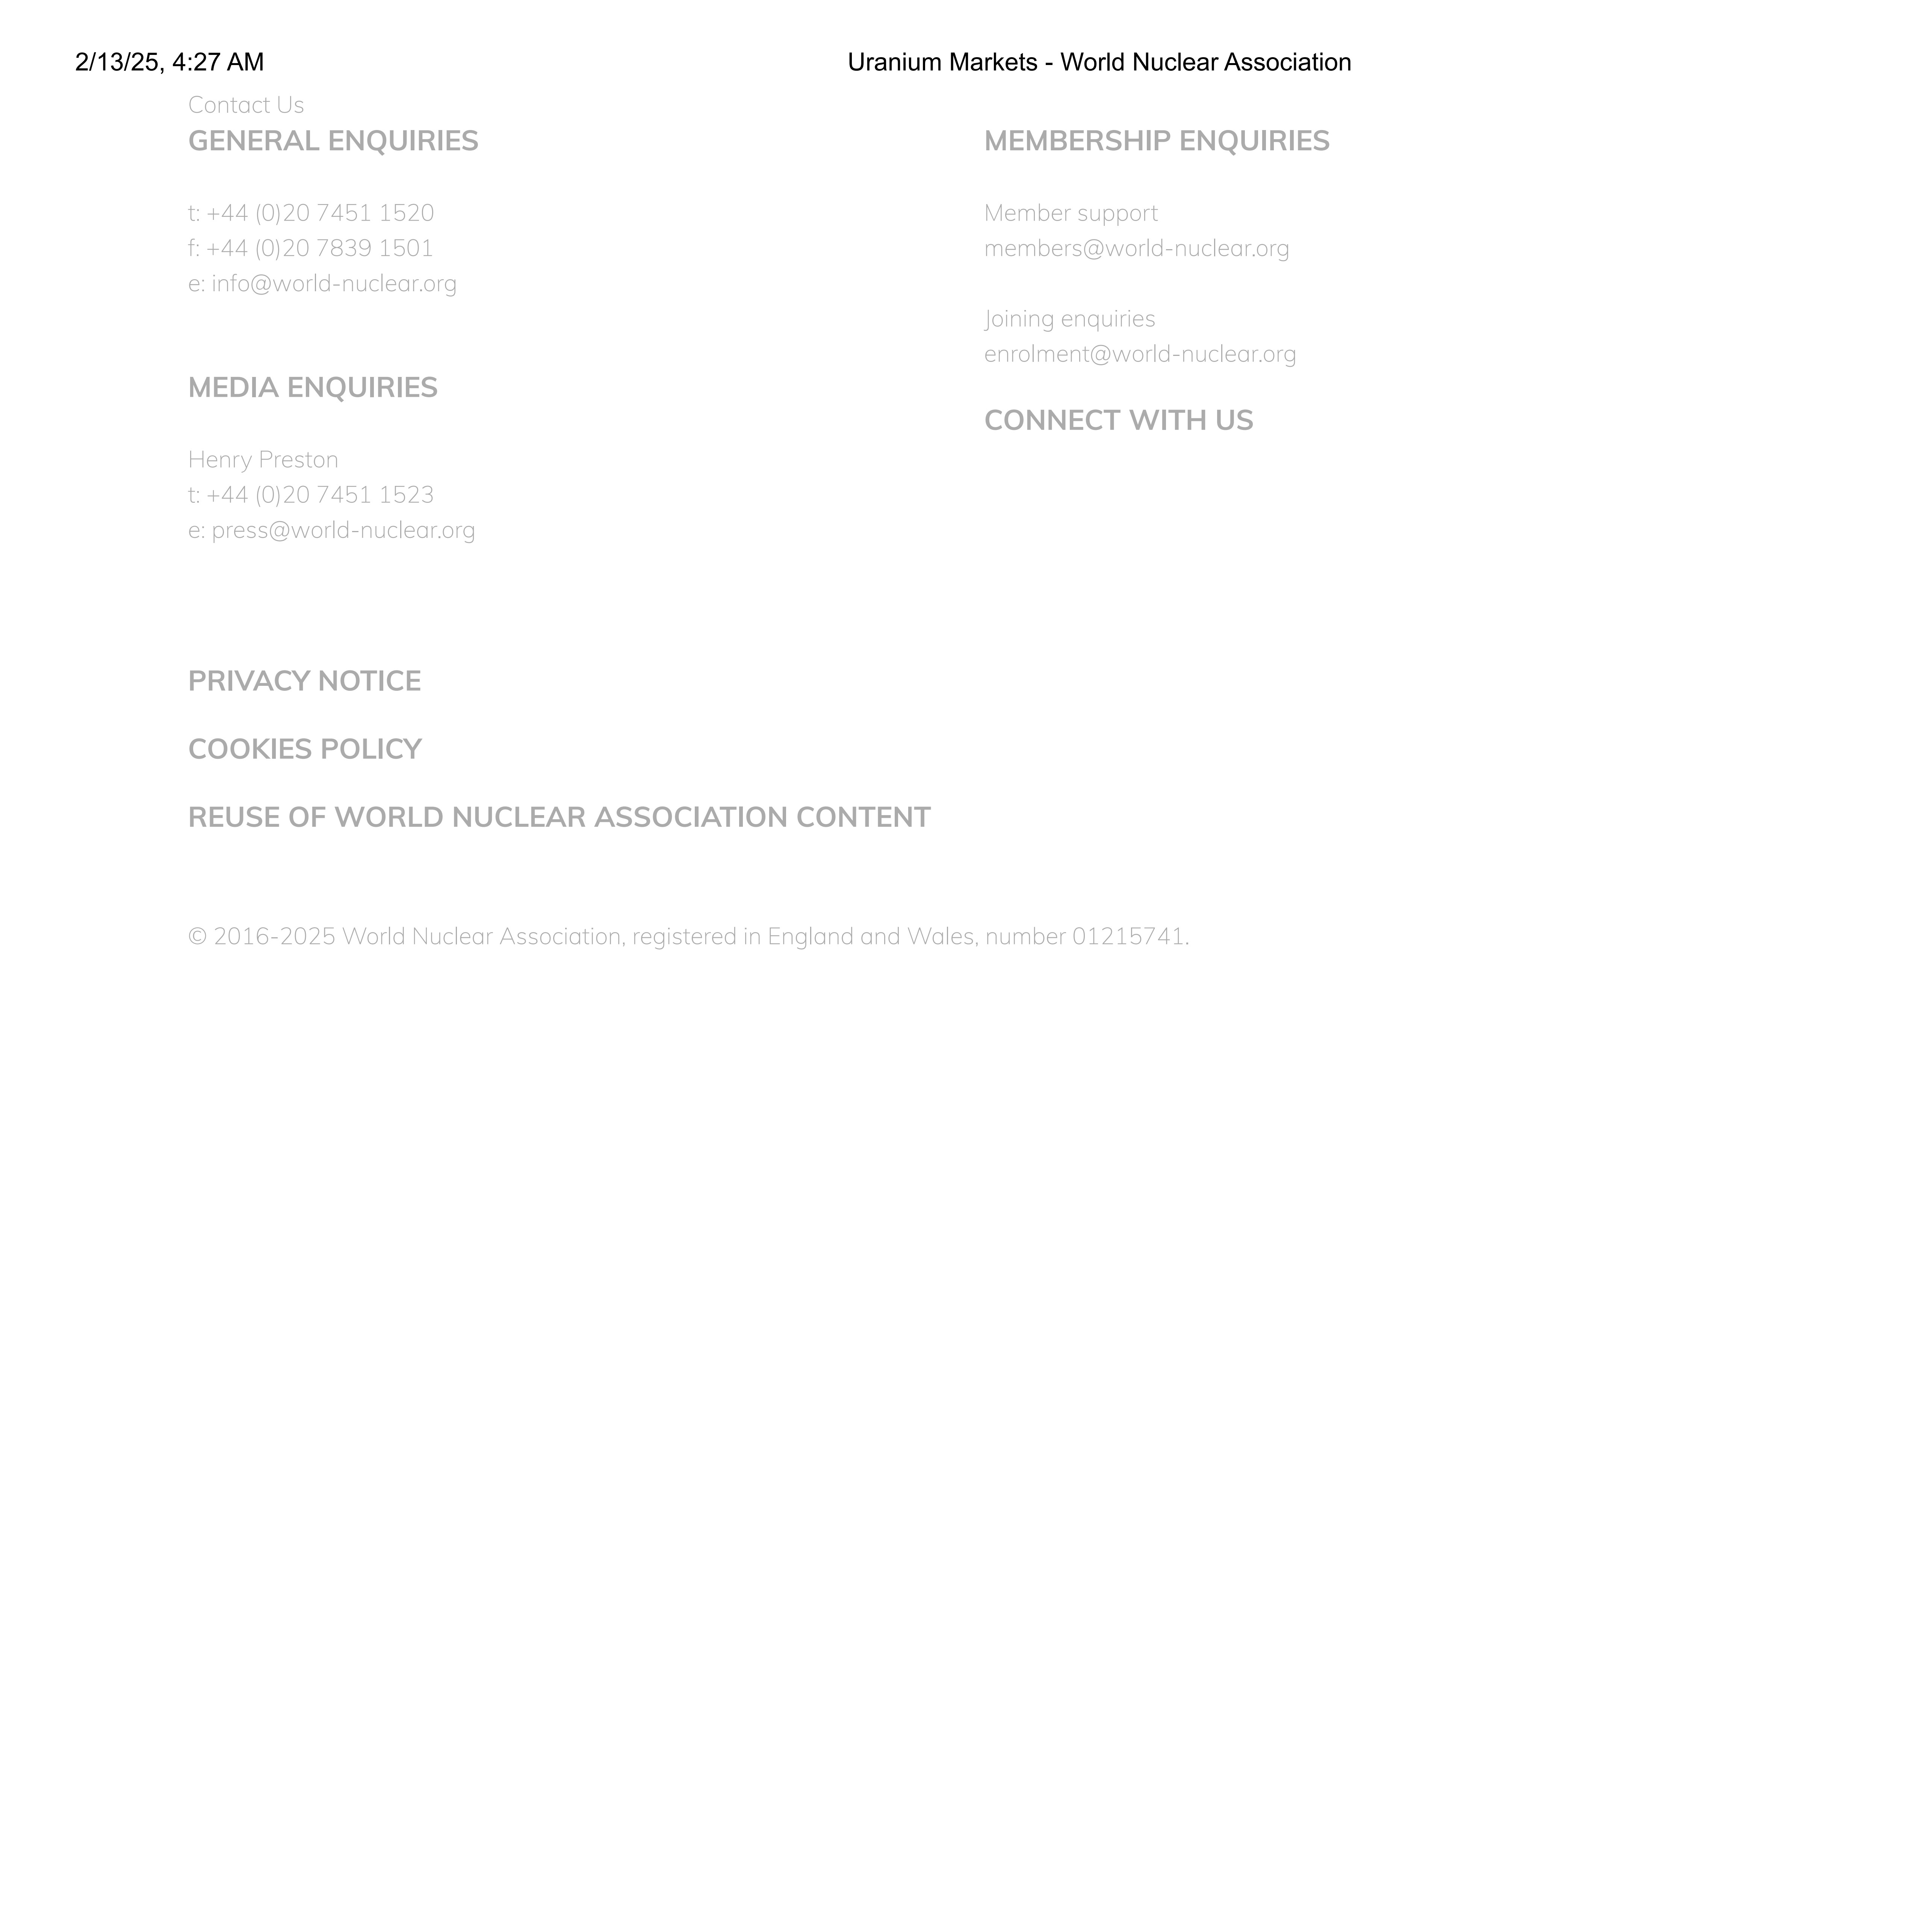 2/13/25, 4:27 AM
Uranium Markets - World Nuclear Association
Contact Us
GENERAL ENQUIRIES
t: +44 (0)20 7451 1520
f: +44 (0)20 7839 1501
e: info@world-nuclear.org
MEDIA ENQUIRIES
Henry Preston
t: +44 (0)20 7451 1523
e: press@world-nuclear.org
MEMBERSHIP ENQUIRIES
Member support
members@world-nuclear.org
Joining enquiries
enrolment@world-nuclear.org
CONNECT WITH US
PRIVACY NOTICE
COOKIES POLICY
REUSE OF WORLD NUCLEAR ASSOCIATION CONTENT
© 2016-2025 World Nuclear Association, registered in England and Wales, number 01215741.